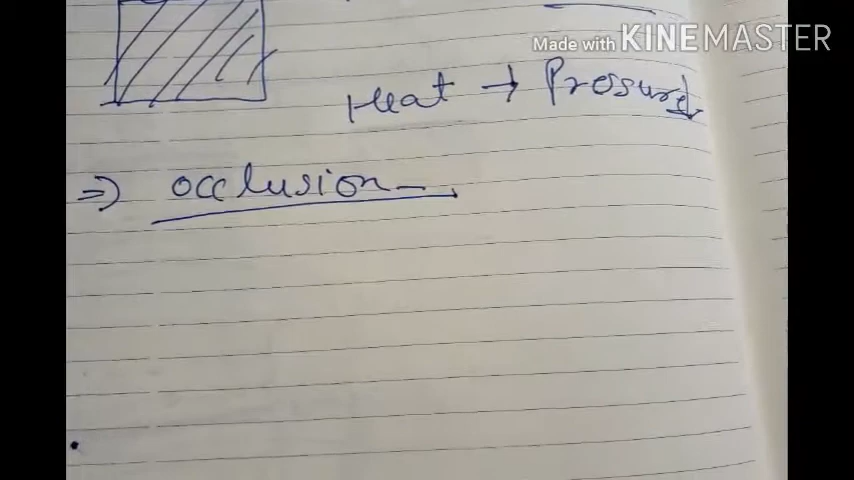 Made with KINEMASTER
Heat → Pressure
⇒ occlusion -